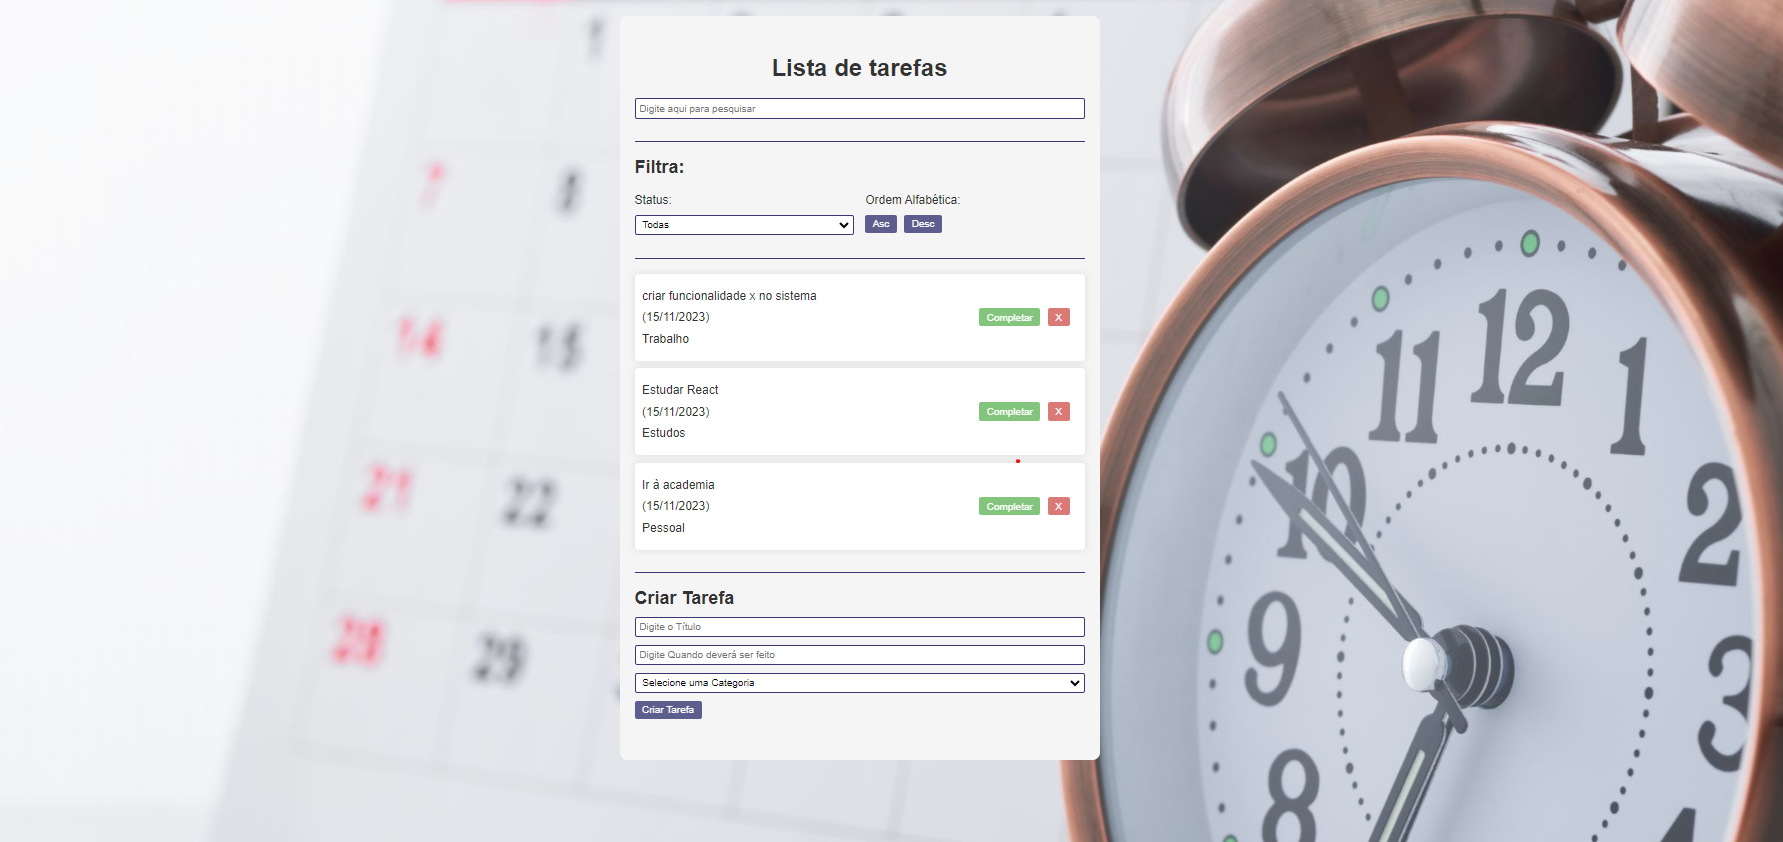 Lista de tarefas
Digite aqui para pesquisar
Filtra:
Status:
Ordem Alfabética:
Todas
Asc
Desc
criar funcionalidade x no sistema
(15/11/2023)
Trabalho
Completar
X
Estudar React
(15/11/2023)
Estudos
Completar
X
Ir à academia
(15/11/2023)
Pessoal
Completar
X
Criar Tarefa
Digite o Título
Digite Quando deverá ser feito
Selecione uma Categoria
Criar Tarefa
1
7
8
14
15
21
22
28
29
12
11
1
10
2
9
3
8
4